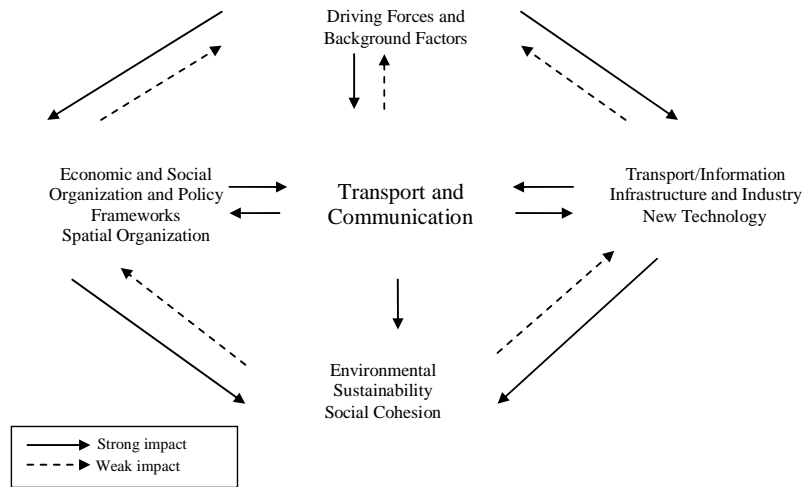 Driving Forces and
Background Factors
Economic and Social
Organization and Policy
Frameworks
Spatial Organization
Transport and
Communication
Transport/Information
Infrastructure and Industry
New Technology
Environmental
Sustainability
Social Cohesion
Strong impact
Weak impact